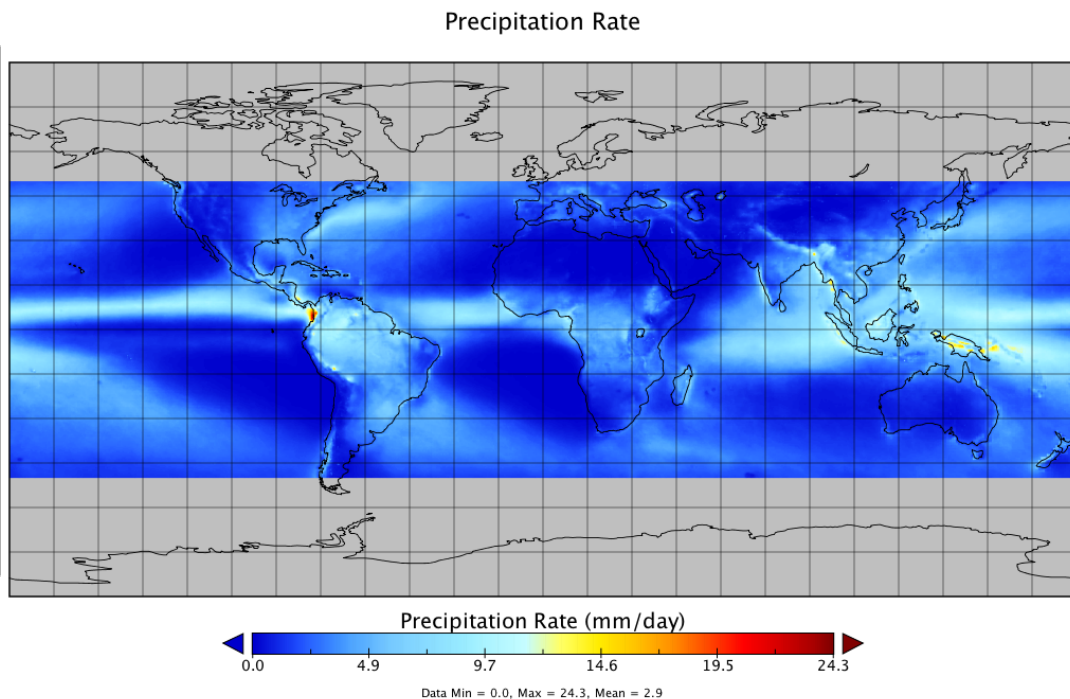 Precipitation Rate
Precipitation Rate (mm/day)
0.0 4.9 9.7 14.6 19.5 24.3
Data Min = 0.0, Max = 24.3, Mean = 2.9